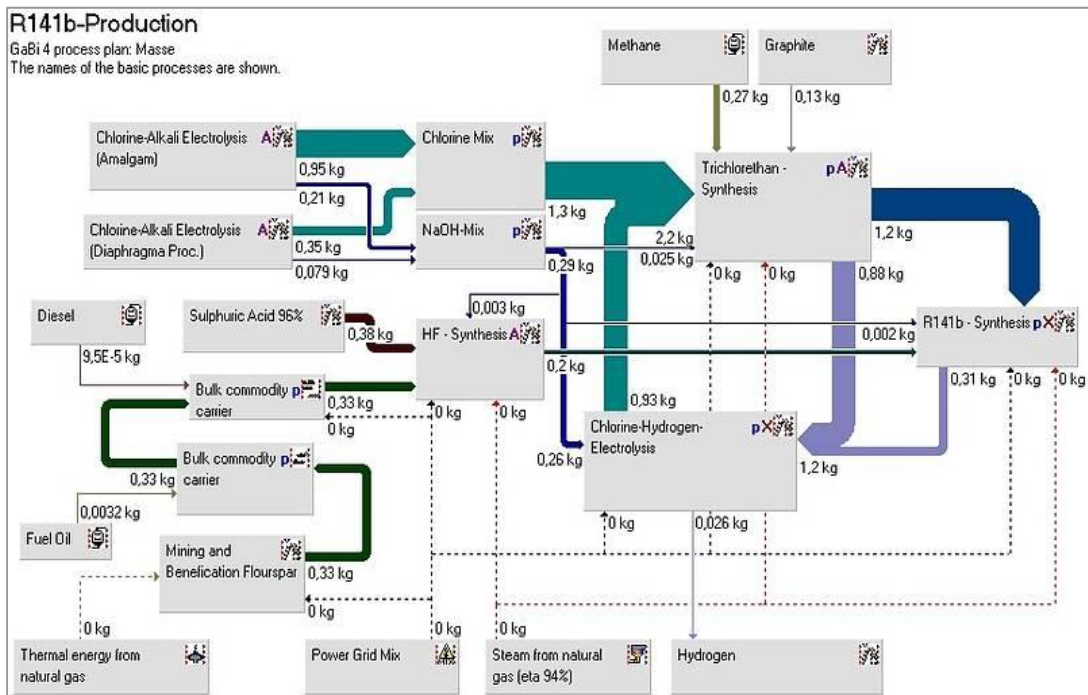 R141b-Production
GaBi 4 process plan: Masse
The names of the basic processes are shown.
Methane
Graphite
0,27 kg
0,13 kg
Chlorine-Alkali Electrolysis
(Amalgam)
A
0,95 kg
0,21 kg
Chlorine Mix
p
1,3 kg
Trichlorethan -
Synthesis
pA
Chlorine-Alkali Electrolysis
(Diaphragma Proc.)
A
0,35 kg
0,079 kg
NaOH-Mix
p
0,29 kg
2,2 kg
0,025 kg
0 kg
0 kg
1,2 kg
0,88 kg
Diesel
9,5E-5 kg
Sulphuric Acid 96%
0,38 kg
0,003 kg
HF - Synthesis
A
0,2 kg
0,002 kg
R141b - Synthesis
pX
0,31 kg
0 kg
0 kg
Bulk commodity
carrier
p
0,33 kg
0 kg
0 kg
0 kg
0,93 kg
Chlorine-Hydrogen-
Electrolysis
pX
0,26 kg
1,2 kg
0 kg
0,026 kg
Bulk commodity
carrier
p
0,33 kg
0,0032 kg
Fuel Oil
Mining and
Benefication Flourspar
0,33 kg
0 kg
0 kg
0 kg
0 kg
Thermal energy from
natural gas
Power Grid Mix
Steam from natural
gas (eta 94%)
Hydrogen